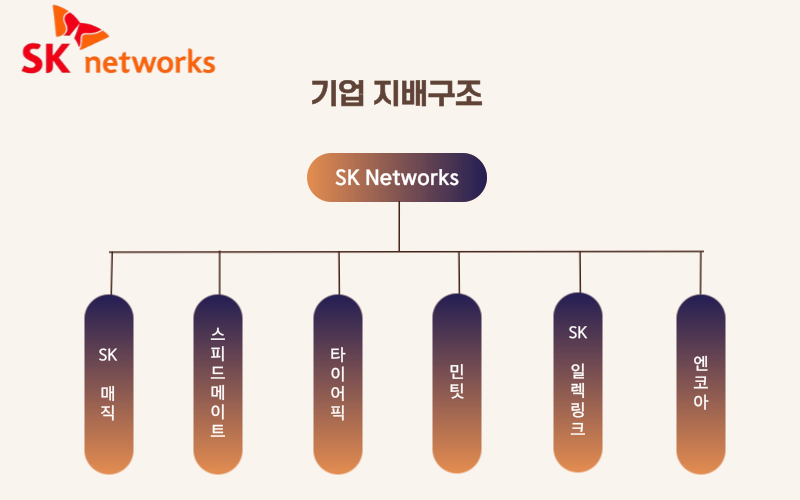 SK networks
기업 지배구조
SK Networks
SK 매직
스피드메이트
타이어픽
민팃
SK 일렉링크
엔코아